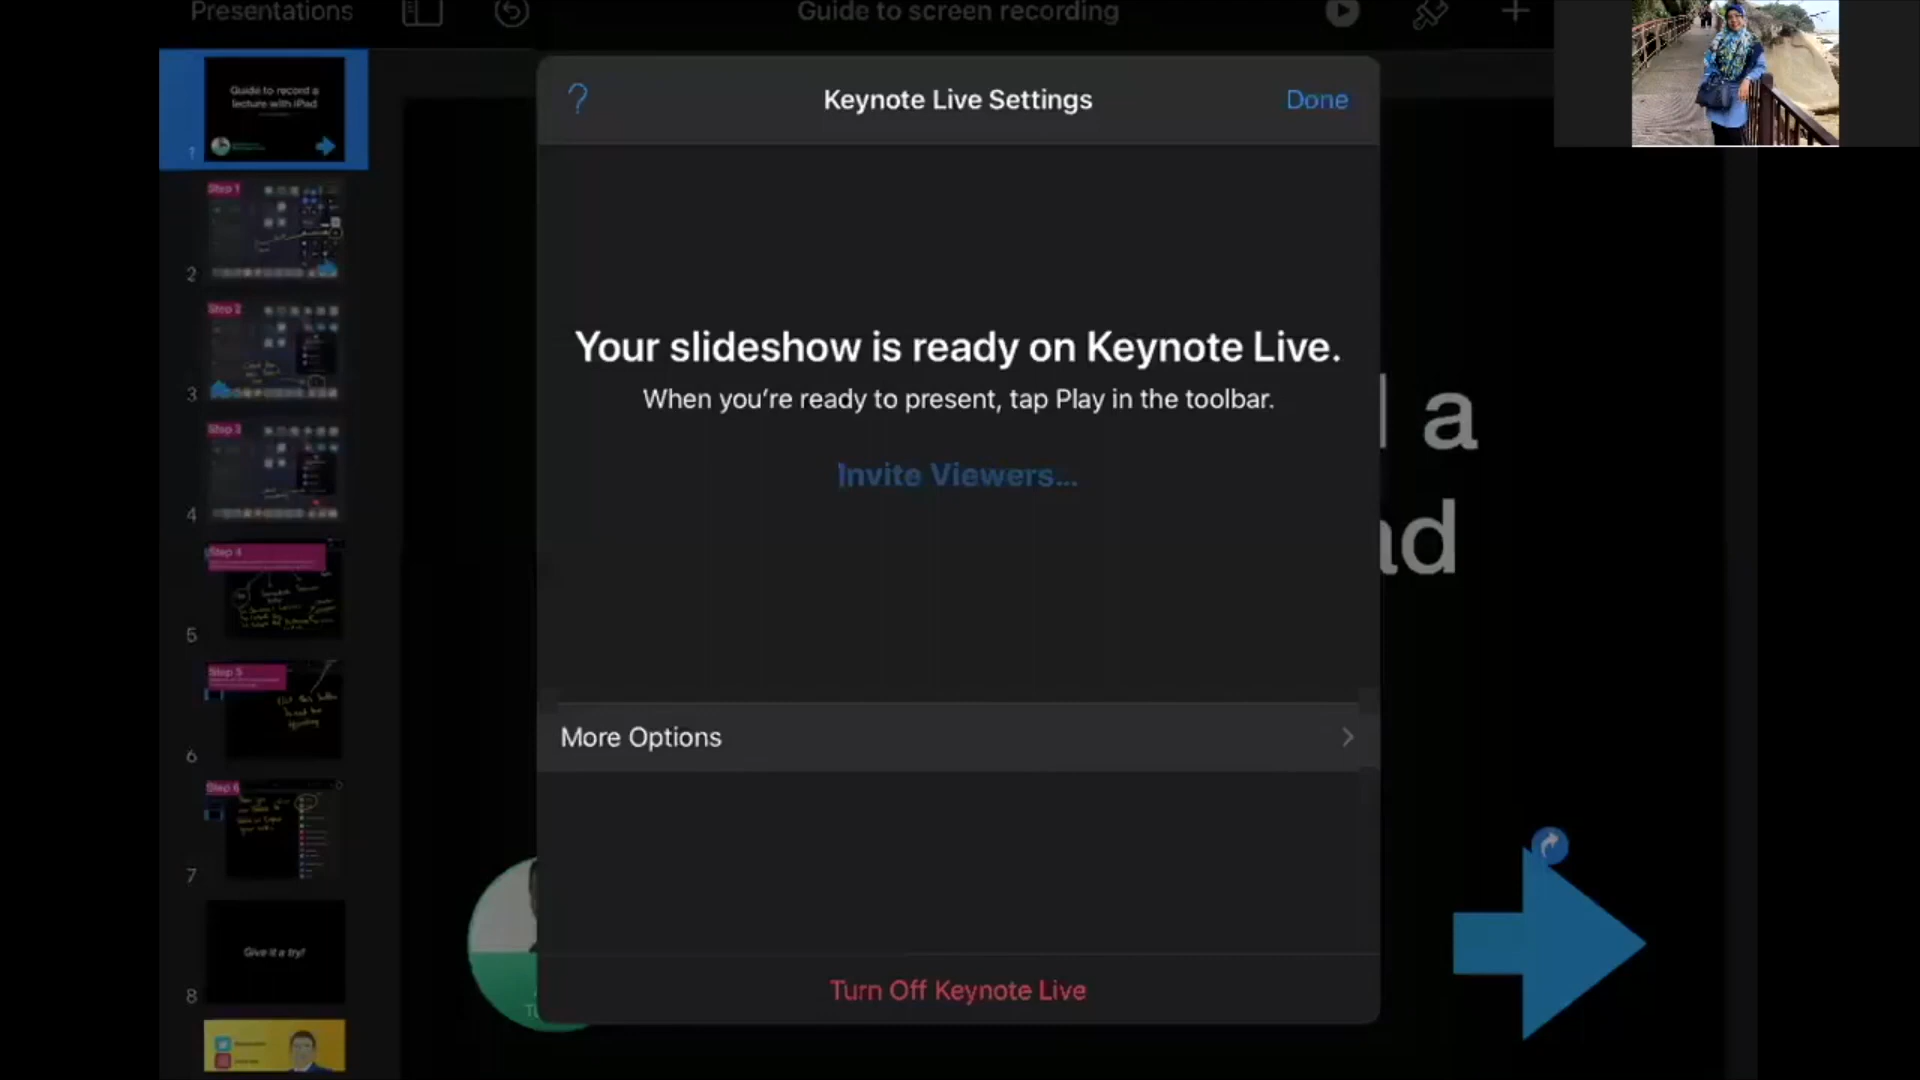 Presentations
Guide to screen recording
Keynote Live Settings
Done
Your slideshow is ready on Keynote Live.
When you're ready to present, tap Play in the toolbar.
Invite Viewers...
More Options
Turn Off Keynote Live
a
ad
Guide to record a
lecture with iPad
1
Step 1
2
Step 2
3
Step 3
4
Step 4
5
Step 5
6
Step 6
7
Give it a try!
8